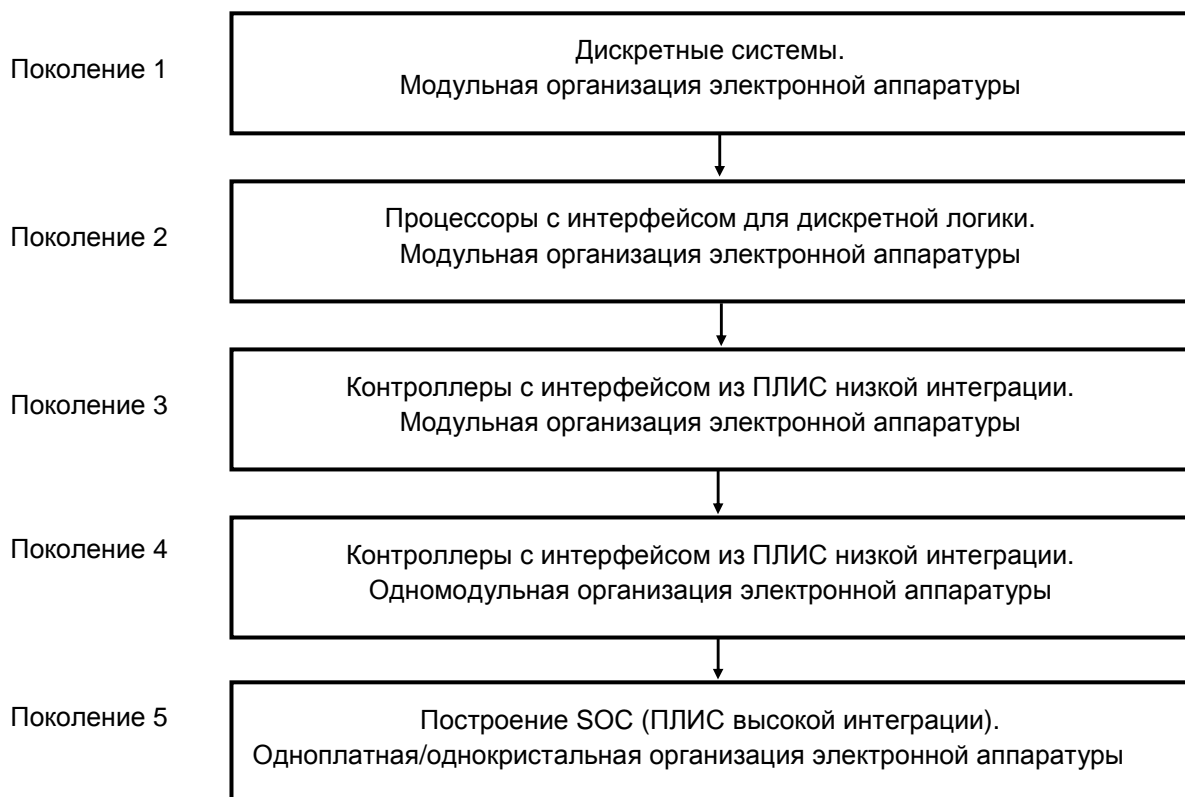 Поколение 1
Дискретные системы.
Модульная организация электронной аппаратуры
Поколение 2
Процессоры с интерфейсом для дискретной логики.
Модульная организация электронной аппаратуры
Поколение 3
Контроллеры с интерфейсом из ПЛИС низкой интеграции.
Модульная организация электронной аппаратуры
Поколение 4
Контроллеры с интерфейсом из ПЛИС низкой интеграции.
Одномодульная организация электронной аппаратуры
Поколение 5
Построение SOC (ПЛИС высокой интеграции).
Одноплатная/однокристальная организация электронной аппаратуры